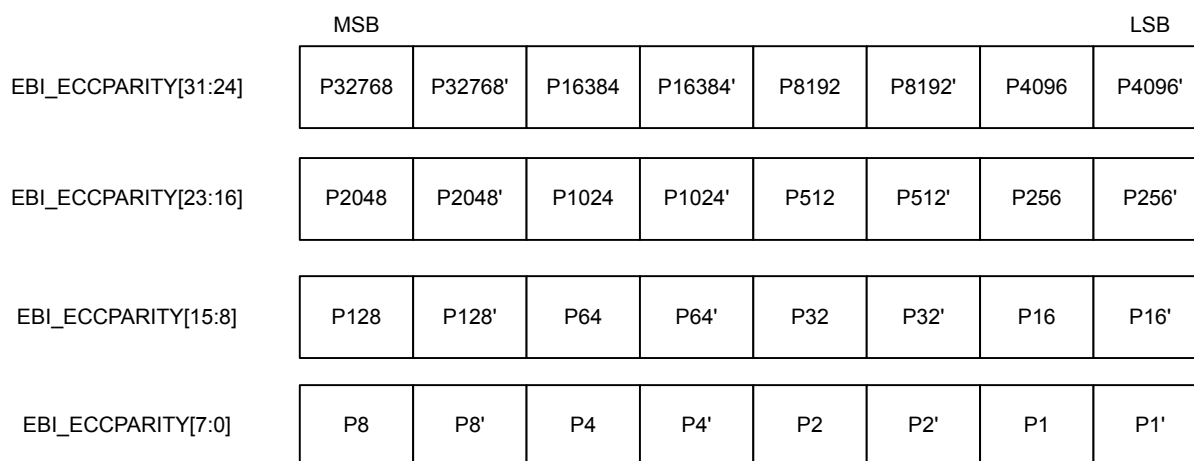 MSB LSB
EBI_ECCPARITY[31:24] P32768 P32768' P16384 P16384' P8192 P8192' P4096 P4096'
EBI_ECCPARITY[23:16] P2048 P2048' P1024 P1024' P512 P512' P256 P256'
EBI_ECCPARITY[15:8] P128 P128' P64 P64' P32 P32' P16 P16'
EBI_ECCPARITY[7:0] P8 P8' P4 P4' P2 P2' P1 P1'